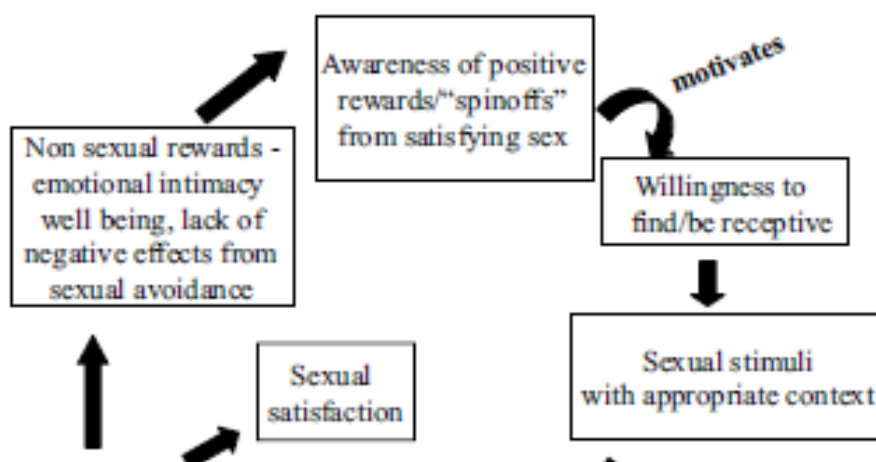 Awareness of positive
rewards/“spinoffs”
from satisfying sex
motivates
Non sexual rewards -
emotional intimacy
well being, lack of
negative effects from
sexual avoidance
Willingness to
find/be receptive
Sexual
satisfaction
Sexual stimuli
with appropriate context